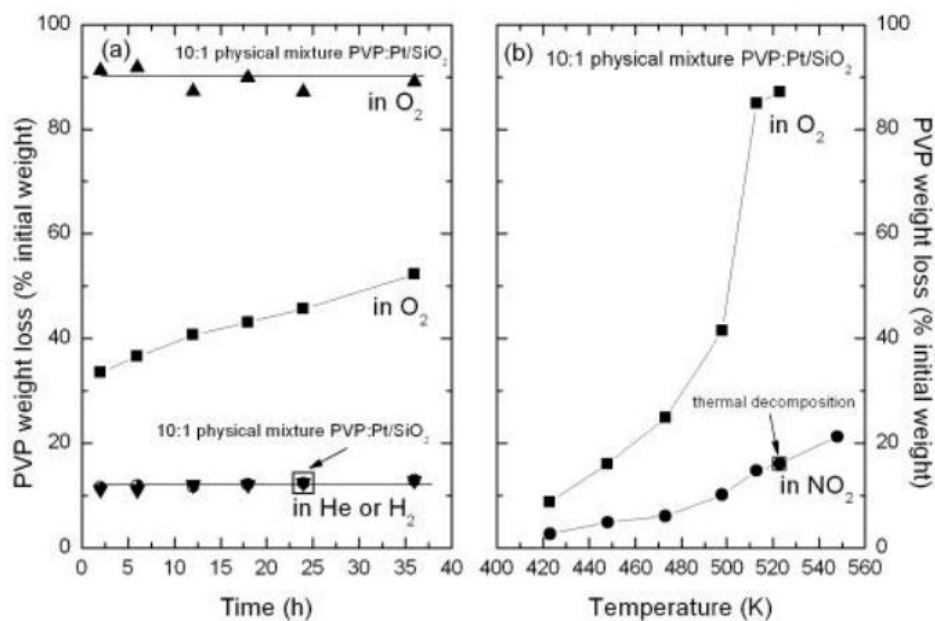 (a)
10:1 physical mixture PVP:Pt/SiO₂
in O₂
in O₂
10:1 physical mixture PVP:Pt/SiO₂
in He or H₂
PVP weight loss (% initial weight)
100
80
60
40
20
0
0 5 10 15 20 25 30 35 40
Time (h)
(b)
10:1 physical mixture PVP:Pt/SiO₂
in O₂
thermal decomposition
in NO₂
400 420 440 460 480 500 520 540 560
Temperature (K)
100
80
60
40
20
0
PVP weight loss (% initial weight)